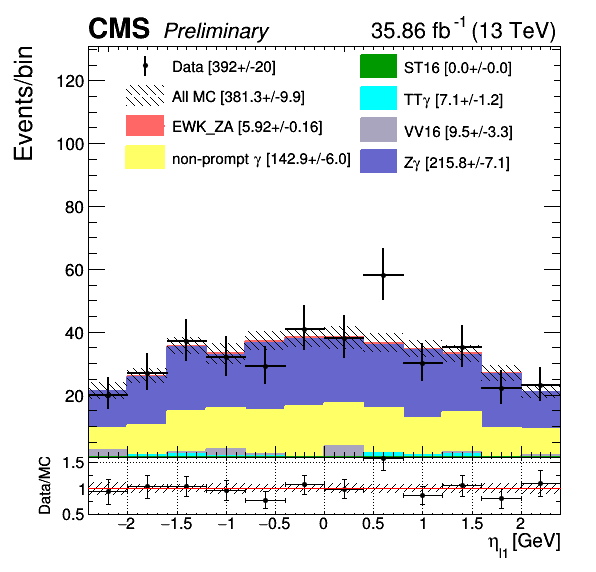 CMS Preliminary 35.86 fb⁻¹ (13 TeV)
Events/bin
Data [392+/-20]
All MC [381.3+/-9.9]
EWK_ZA [5.92+/-0.16]
non-prompt γ [142.9+/-6.0]
ST16 [0.0+/-0.0]
TTγ [7.1+/-1.2]
VV16 [9.5+/-3.3]
Zγ [215.8+/-7.1]
120
100
80
60
40
20
Data/MC
1.5
1
0.5
−2 −1.5 −1 −0.5 0 0.5 1 1.5 2
η_l1 [GeV]